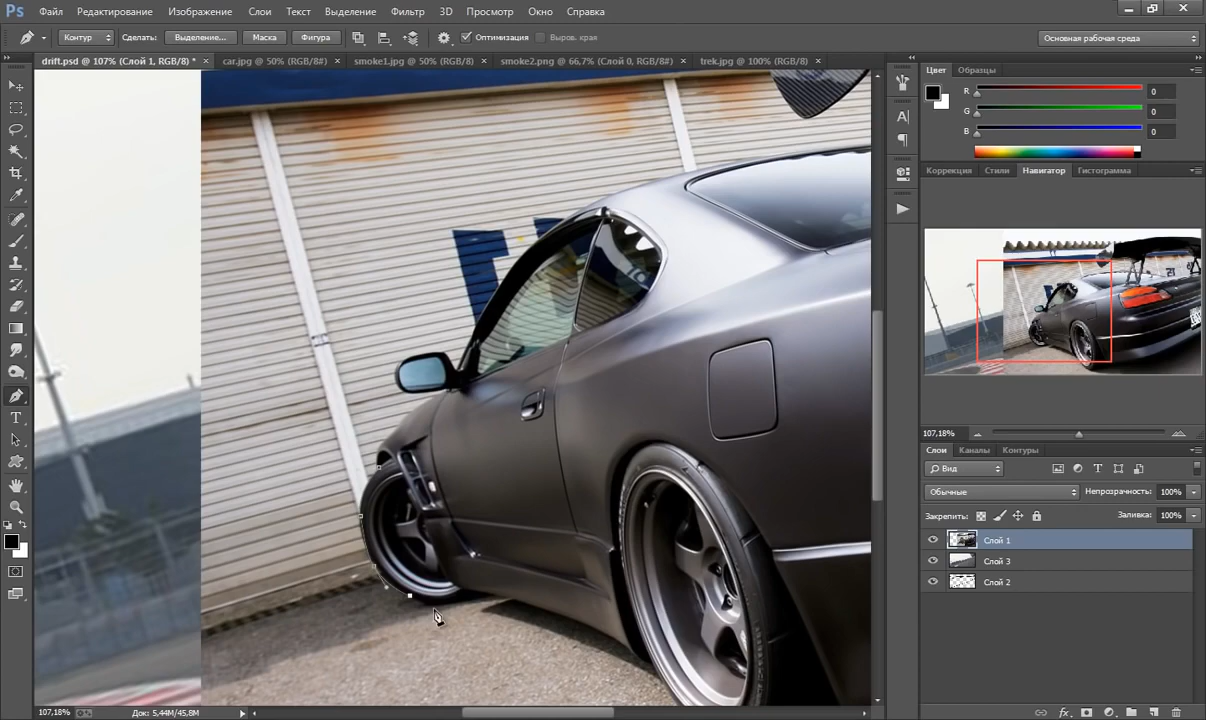 Ps Файл Редактирование Изображение Слои Текст Выделение Фильтр 3D Просмотр Окно Справка
Контур Сделать: Выделение... Маска Фигура Оптимизация Выров. края Основная рабочая среда
drift.psd @ 107% (Слой 1, RGB/8) * × car.jpg @ 50% (RGB/8#) × smoke1.jpg @ 50% (RGB/8) × smoke2.png @ 66,7% (Слой 0, RGB/8#) × trek.jpg @ 100% (RGB/8) ×
Цвет Образцы
R 0
G 0
B 0
Коррекция Стили Навигатор Гистограмма
107,18%
Слои Каналы Контуры
Вид
Обычные Непрозрачность: 100%
Закрепить: Заливка: 100%
Слой 1
Слой 3
Слой 2
107,18% Док: 5,44M/45,8M